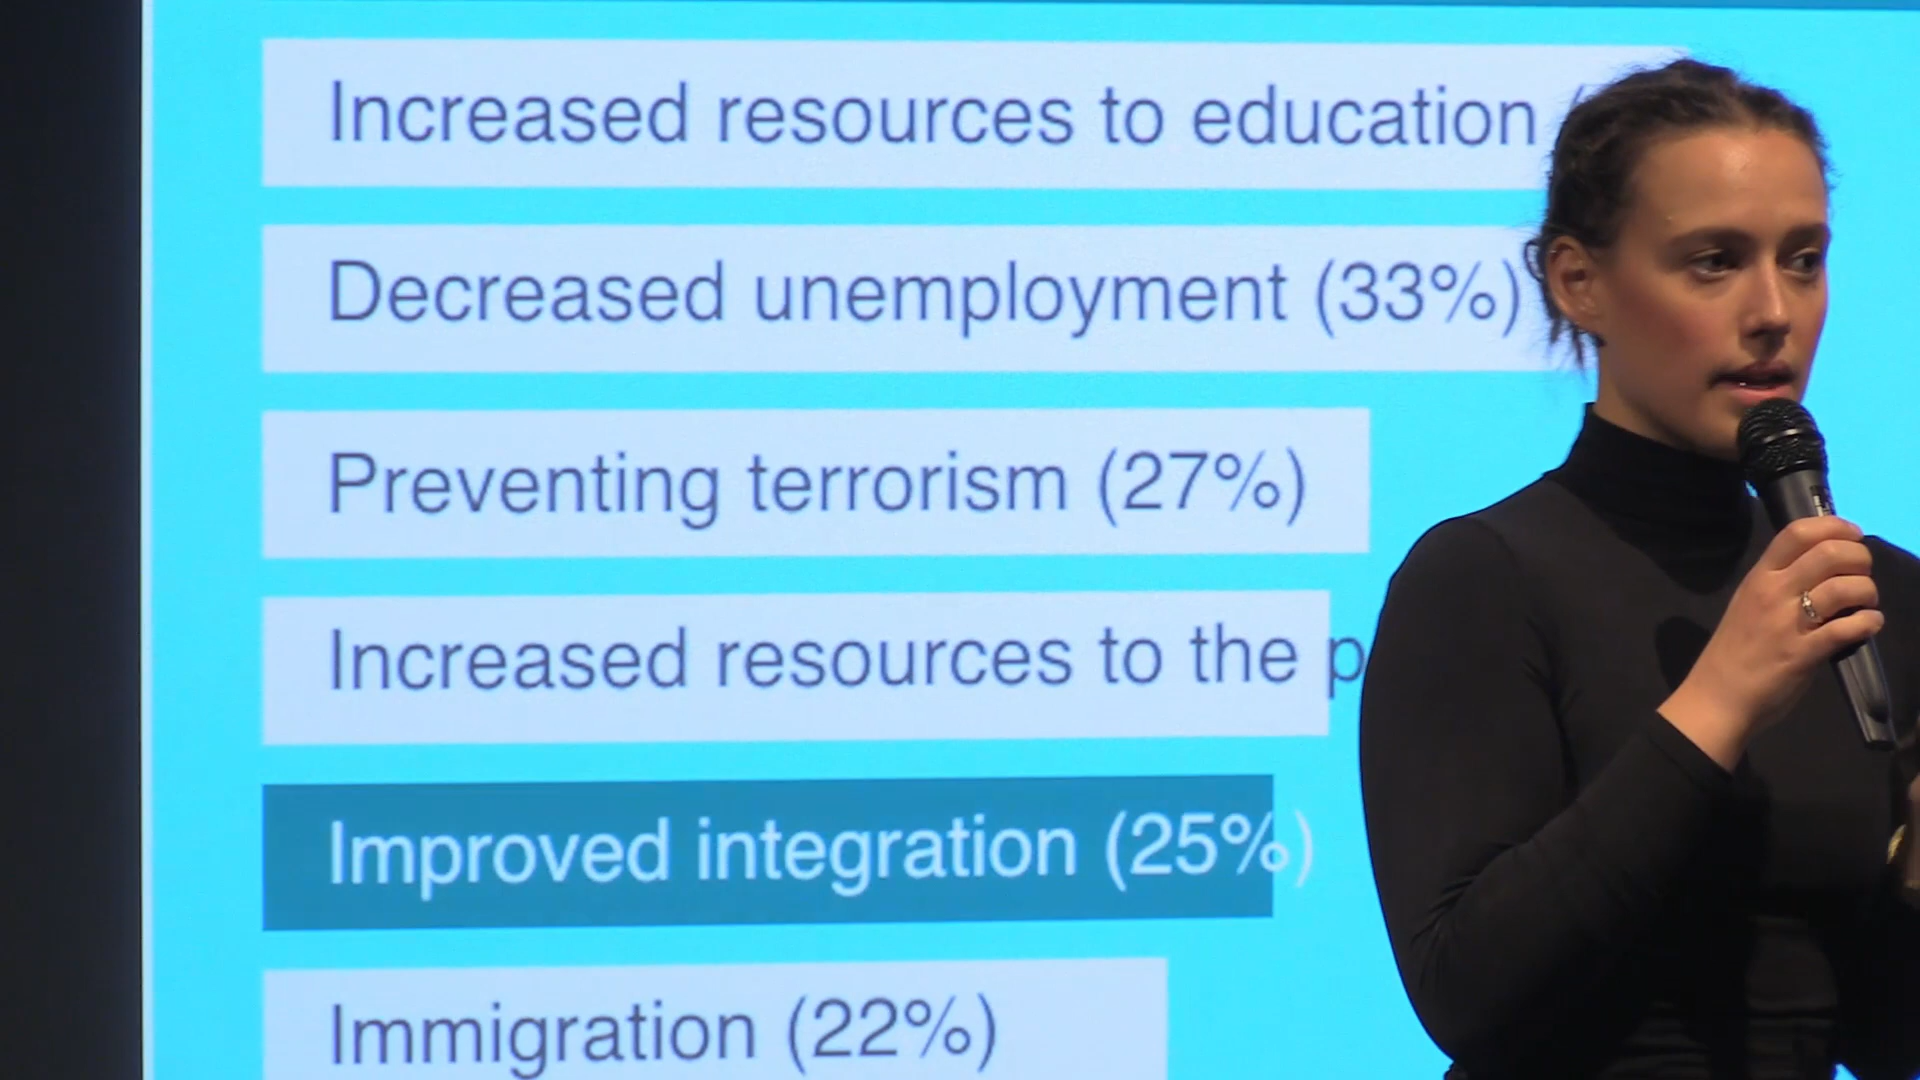 Increased resources to education
Decreased unemployment (33%)
Preventing terrorism (27%)
Increased resources to the
Improved integration (25%)
Immigration (22%)